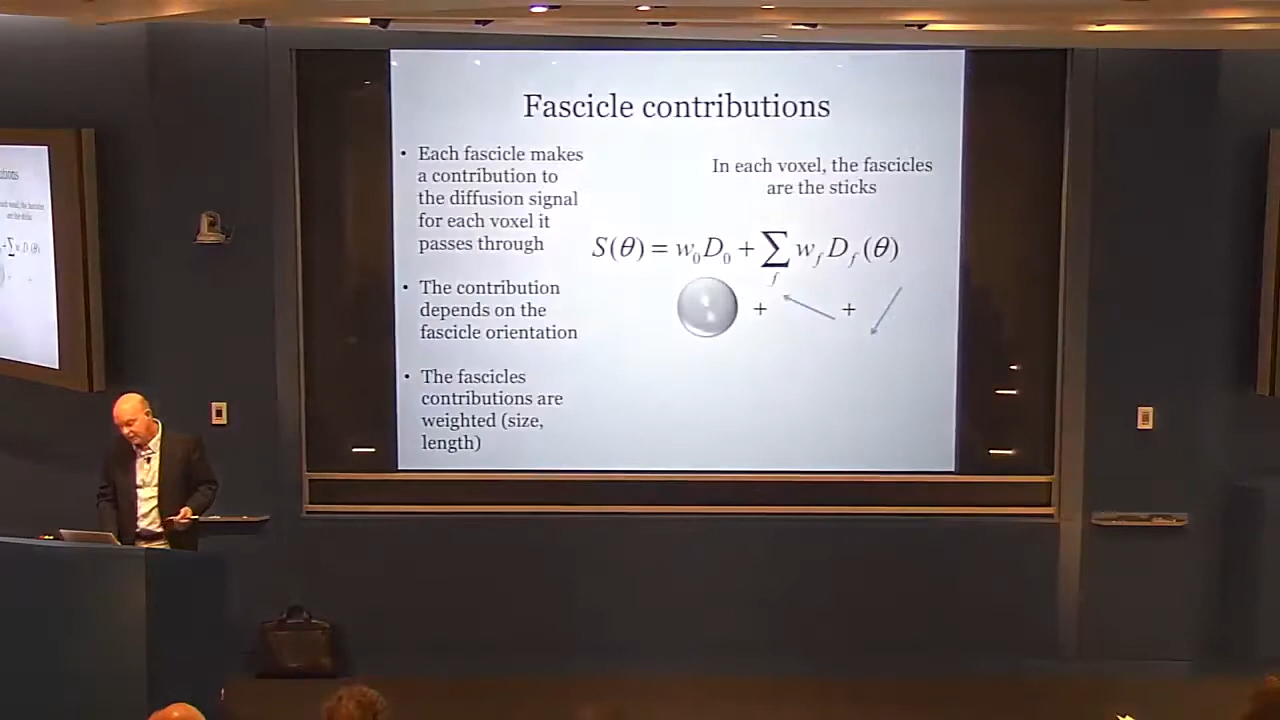 Fascicle contributions
• Each fascicle makes
a contribution to
the diffusion signal
for each voxel it
passes through
• The contribution
depends on the
fascicle orientation
• The fascicles
contributions are
weighted (size,
length)
In each voxel, the fascicles
are the sticks
S(θ) = w₀D₀ + ∑ w_f D_f (θ)
f
+ +